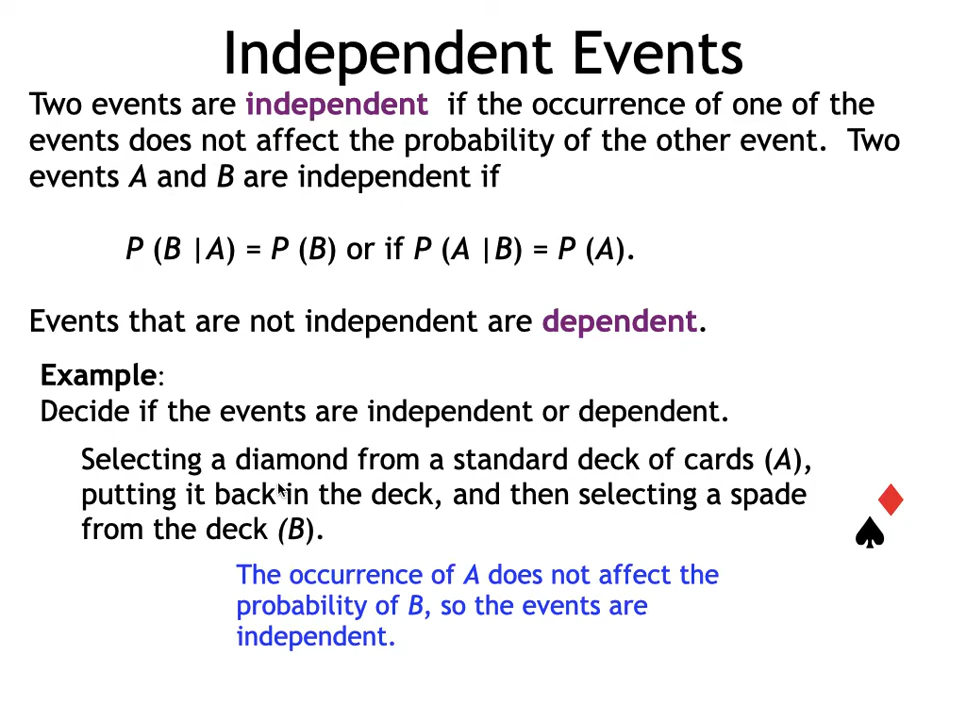 Independent Events
Two events are independent if the occurrence of one of the
events does not affect the probability of the other event. Two
events A and B are independent if
P (B |A) = P (B) or if P (A |B) = P (A).
Events that are not independent are dependent.
Example:
Decide if the events are independent or dependent.
Selecting a diamond from a standard deck of cards (A),
putting it back in the deck, and then selecting a spade
from the deck (B).
The occurrence of A does not affect the
probability of B, so the events are
independent.